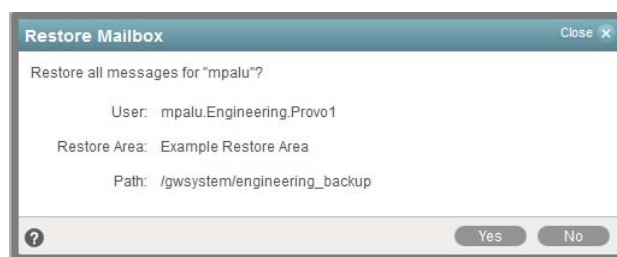 Restore Mailbox
Close
Restore all messages for "mpalu"?
User: mpalu.Engineering.Provo1
Restore Area: Example Restore Area
Path: /gwsystem/engineering_backup
?
Yes
No